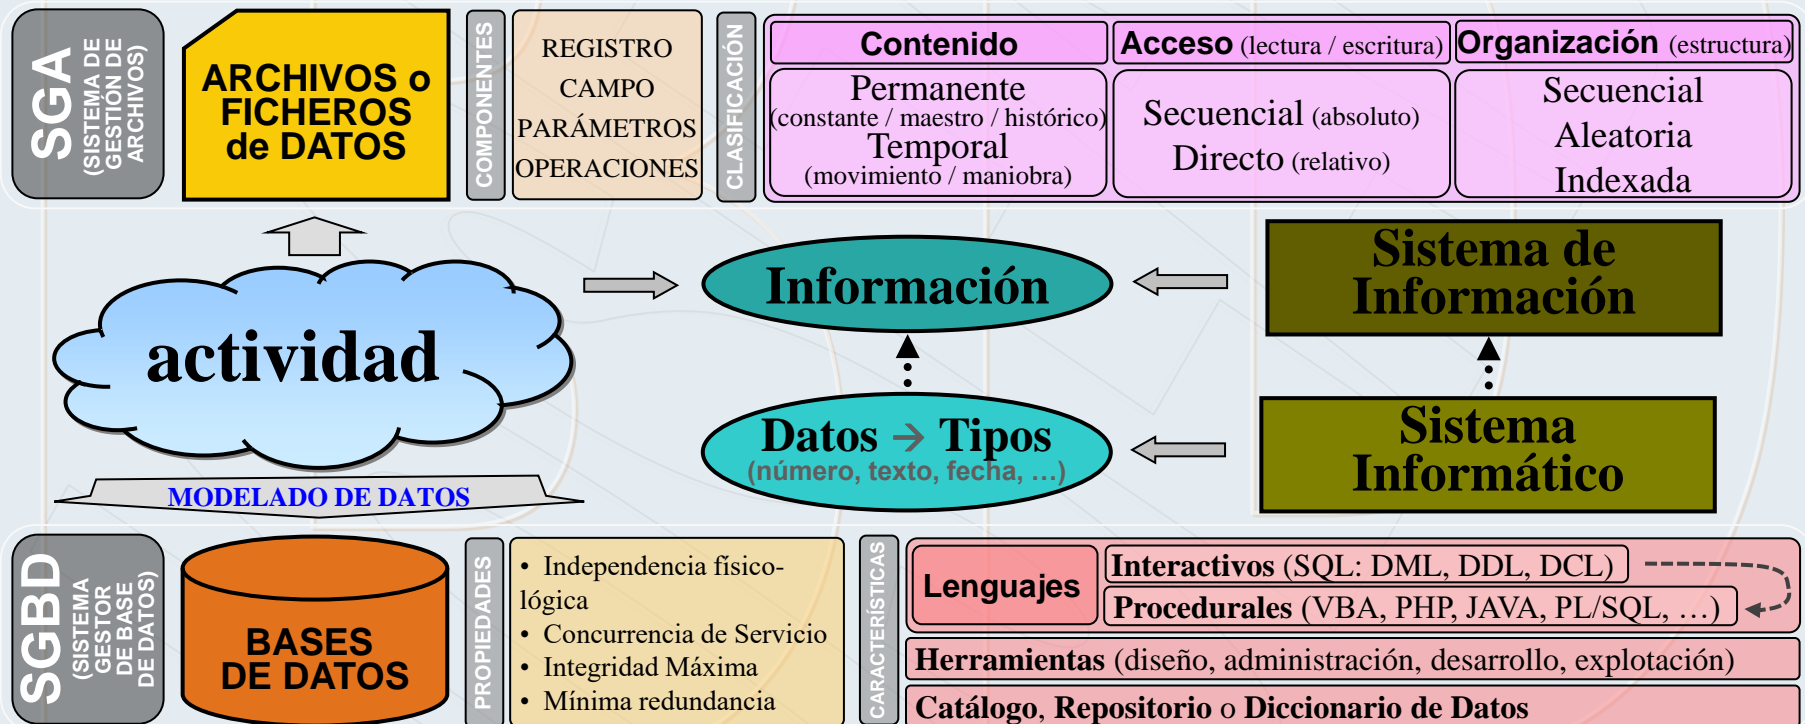 SGA
(SISTEMA DE
GESTIÓN DE
ARCHIVOS)
ARCHIVOS o
FICHEROS
de DATOS
COMPONENTES
REGISTRO
CAMPO
PARÁMETROS
OPERACIONES
CLASIFICACIÓN
Contenido
Permanente
(constante / maestro / histórico)
Temporal
(movimiento / maniobra)
Acceso (lectura / escritura)
Secuencial (absoluto)
Directo (relativo)
Organización (estructura)
Secuencial
Aleatoria
Indexada
actividad
Información
Sistema de
Información
Datos → Tipos
(número, texto, fecha, …)
Sistema
Informático
MODELADO DE DATOS
SGBD
(SISTEMA
GESTOR
DE BASE
DE DATOS)
BASES
DE DATOS
PROPIEDADES
• Independencia físico-
lógica
• Concurrencia de Servicio
• Integridad Máxima
• Mínima redundancia
CARACTERÍSTICAS
Lenguajes
Interactivos (SQL: DML, DDL, DCL)
Procedurales (VBA, PHP, JAVA, PL/SQL, …)
Herramientas (diseño, administración, desarrollo, explotación)
Catálogo, Repositorio o Diccionario de Datos